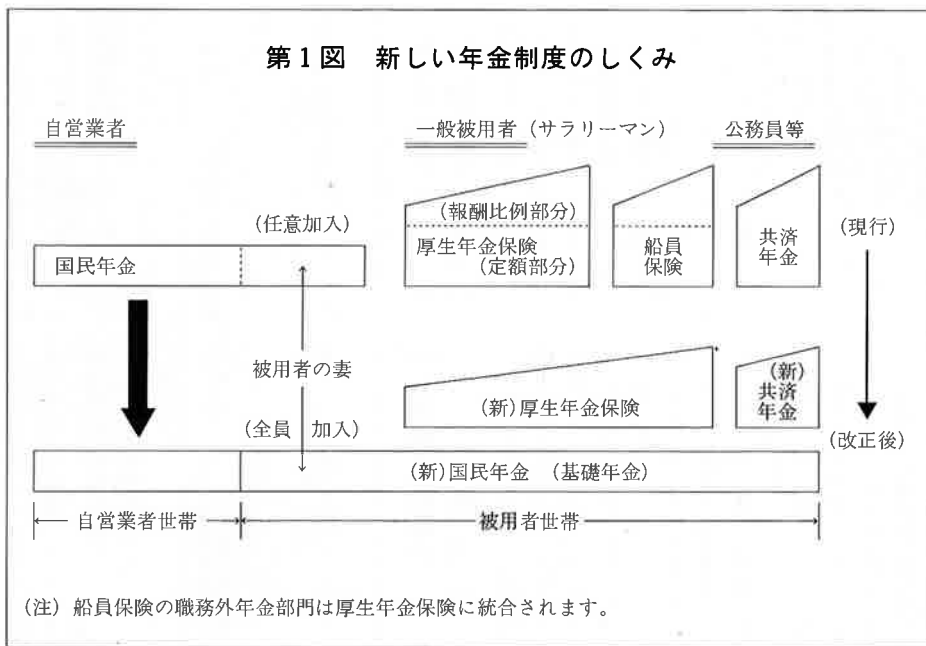 第1図 新しい年金制度のしくみ
自営業者
一般被用者(サラリーマン)
公務員等
(任意加入)
国民年金
(報酬比例部分)
厚生年金保険
(定額部分)
船員
保険
共済
年金
(現行)
被用者の妻
(全員 加入)
(新)厚生年金保険
(新)
共済
年金
(改正後)
(新)国民年金 (基礎年金)
自営業者世帯
被用者世帯
(注) 船員保険の職務外年金部門は厚生年金保険に統合されます。